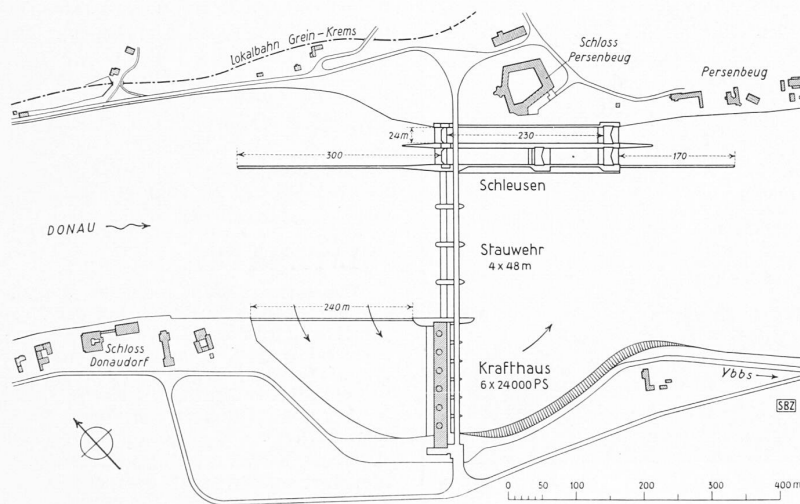 Lokalbahn Grein-Krems
Schloss
Persenbeug
Persenbeug
24m
230
300
170
Schleusen
DONAU
Stauwehr
4 x 48 m
240 m
Schloss
Donaudorf
Krafthaus
6 x 24000 PS
Ybbs
SBZ
0 50 100 200 300 400 m